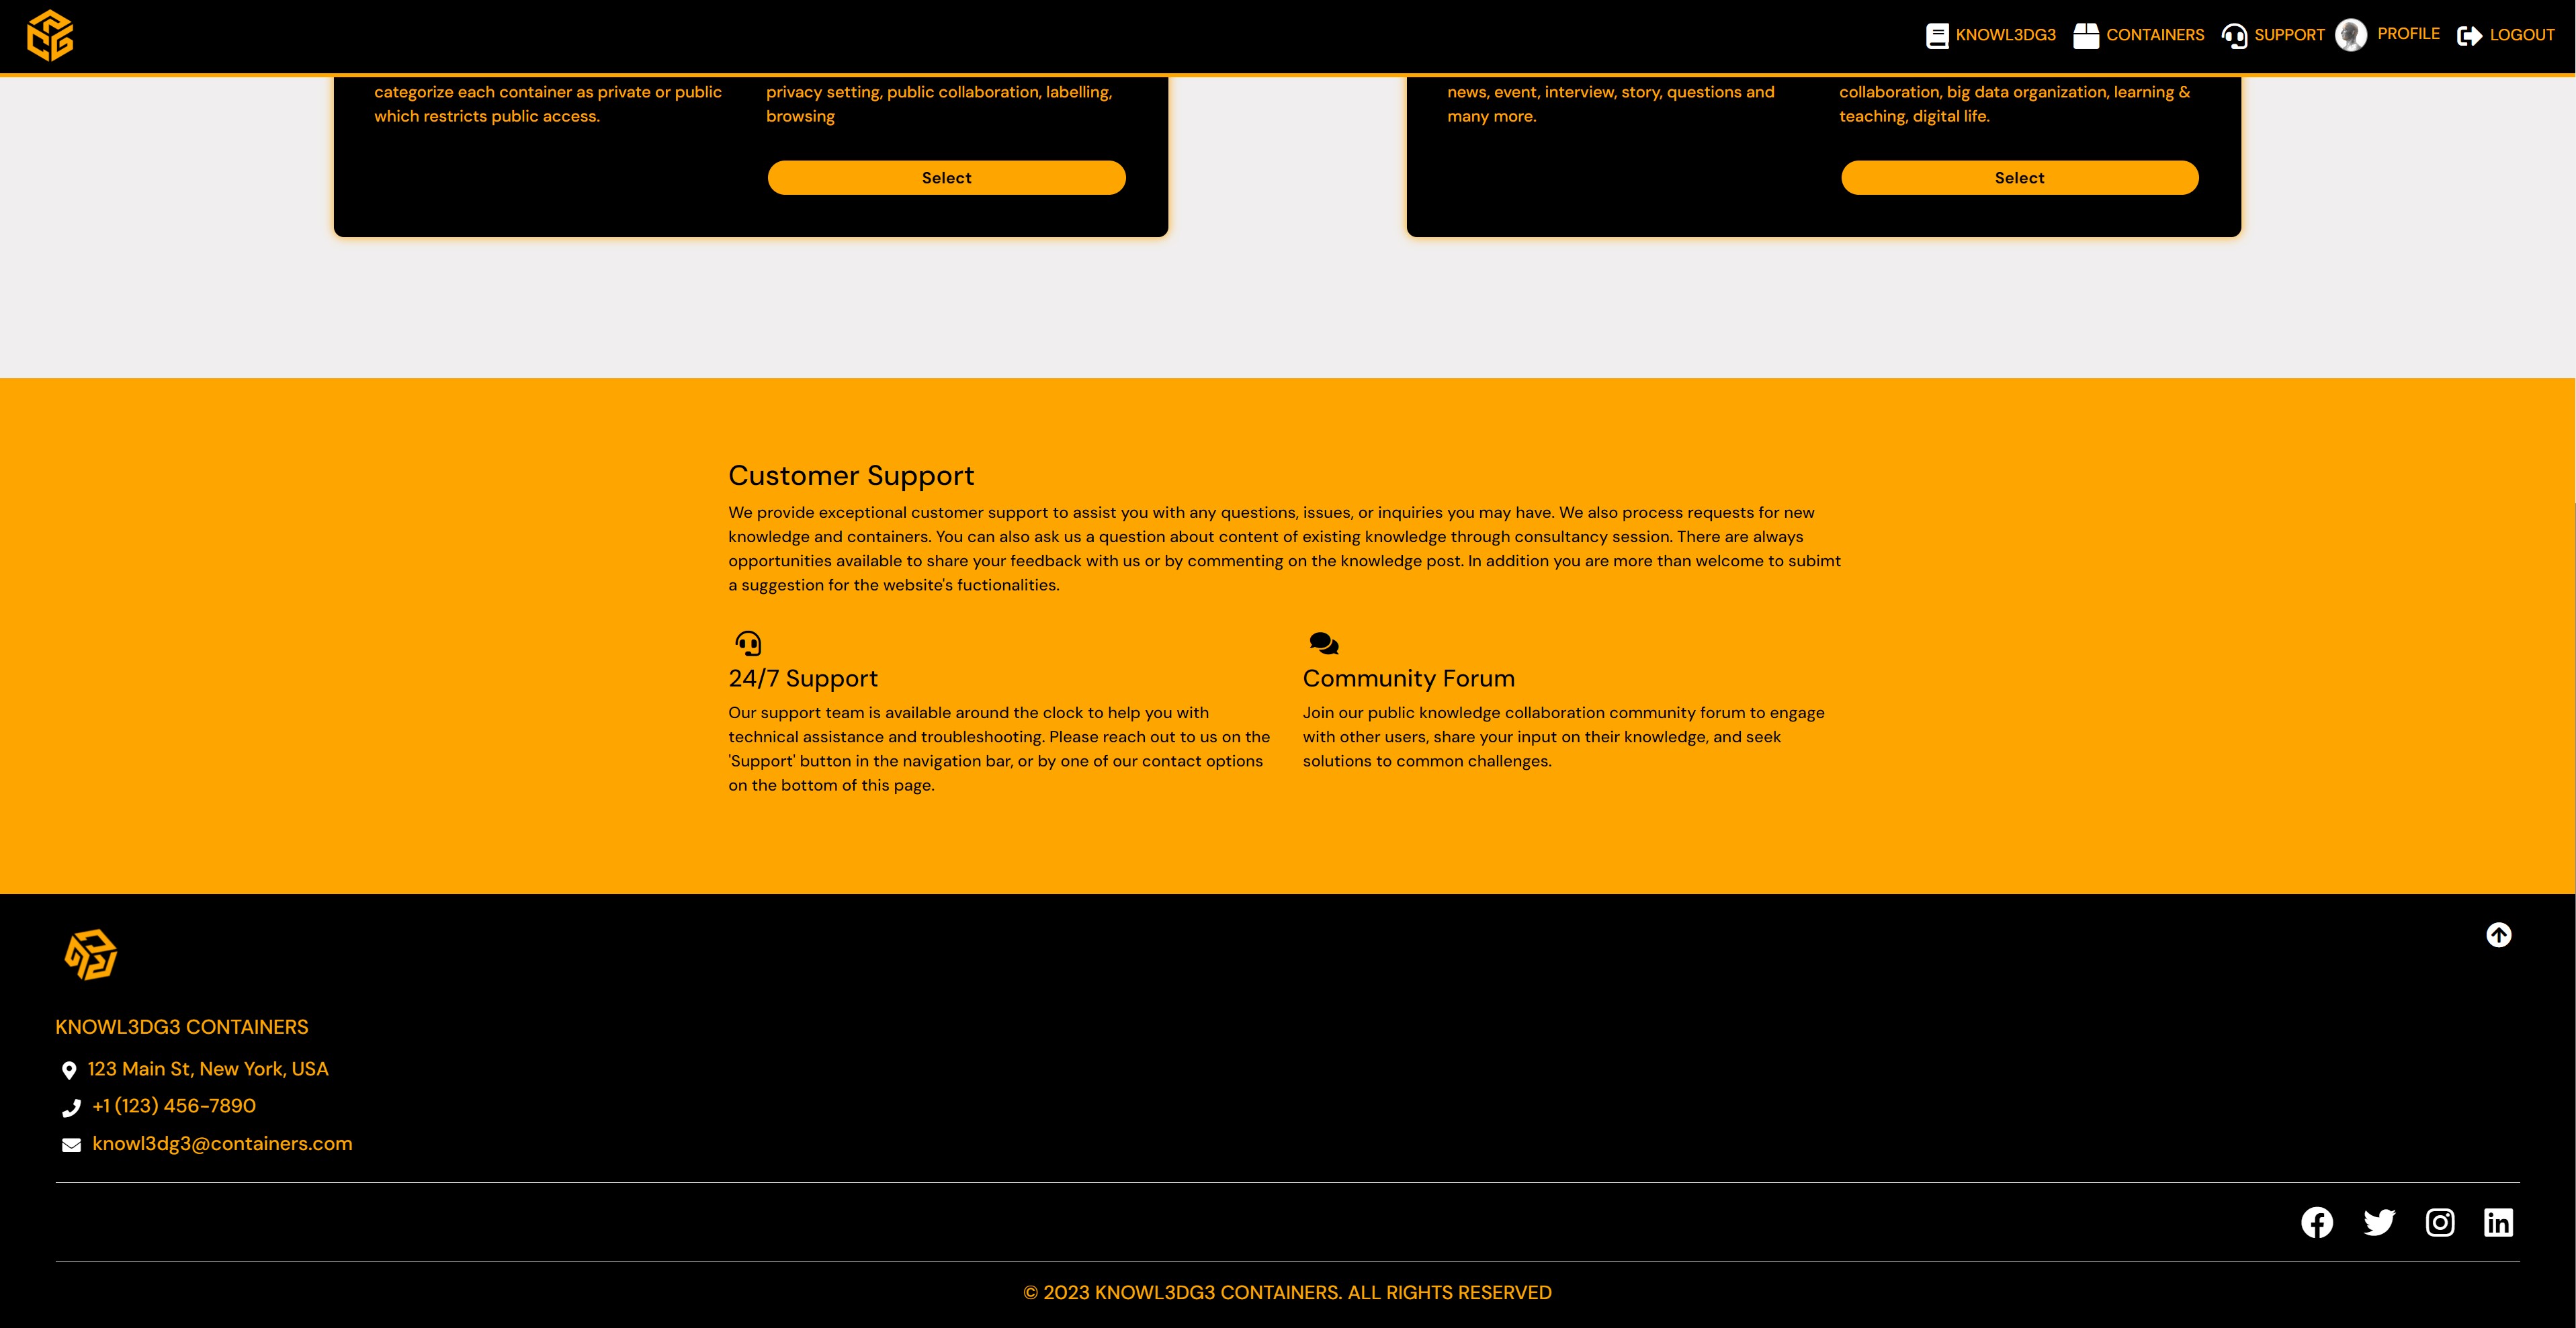 KNOWL3DG3 CONTAINERS SUPPORT PROFILE LOGOUT
categorize each container as private or public
which restricts public access.
privacy setting, public collaboration, labelling,
browsing
Select
news, event, interview, story, questions and
many more.
collaboration, big data organization, learning &
teaching, digital life.
Select
Customer Support
We provide exceptional customer support to assist you with any questions, issues, or inquiries you may have. We also process requests for new
knowledge and containers. You can also ask us a question about content of existing knowledge through consultancy session. There are always
opportunities available to share your feedback with us or by commenting on the knowledge post. In addition you are more than welcome to subimt
a suggestion for the website's fuctionalities.
24/7 Support
Our support team is available around the clock to help you with
technical assistance and troubleshooting. Please reach out to us on the
'Support' button in the navigation bar, or by one of our contact options
on the bottom of this page.
Community Forum
Join our public knowledge collaboration community forum to engage
with other users, share your input on their knowledge, and seek
solutions to common challenges.
KNOWL3DG3 CONTAINERS
123 Main St, New York, USA
+1 (123) 456-7890
knowl3dg3@containers.com
© 2023 KNOWL3DG3 CONTAINERS. ALL RIGHTS RESERVED